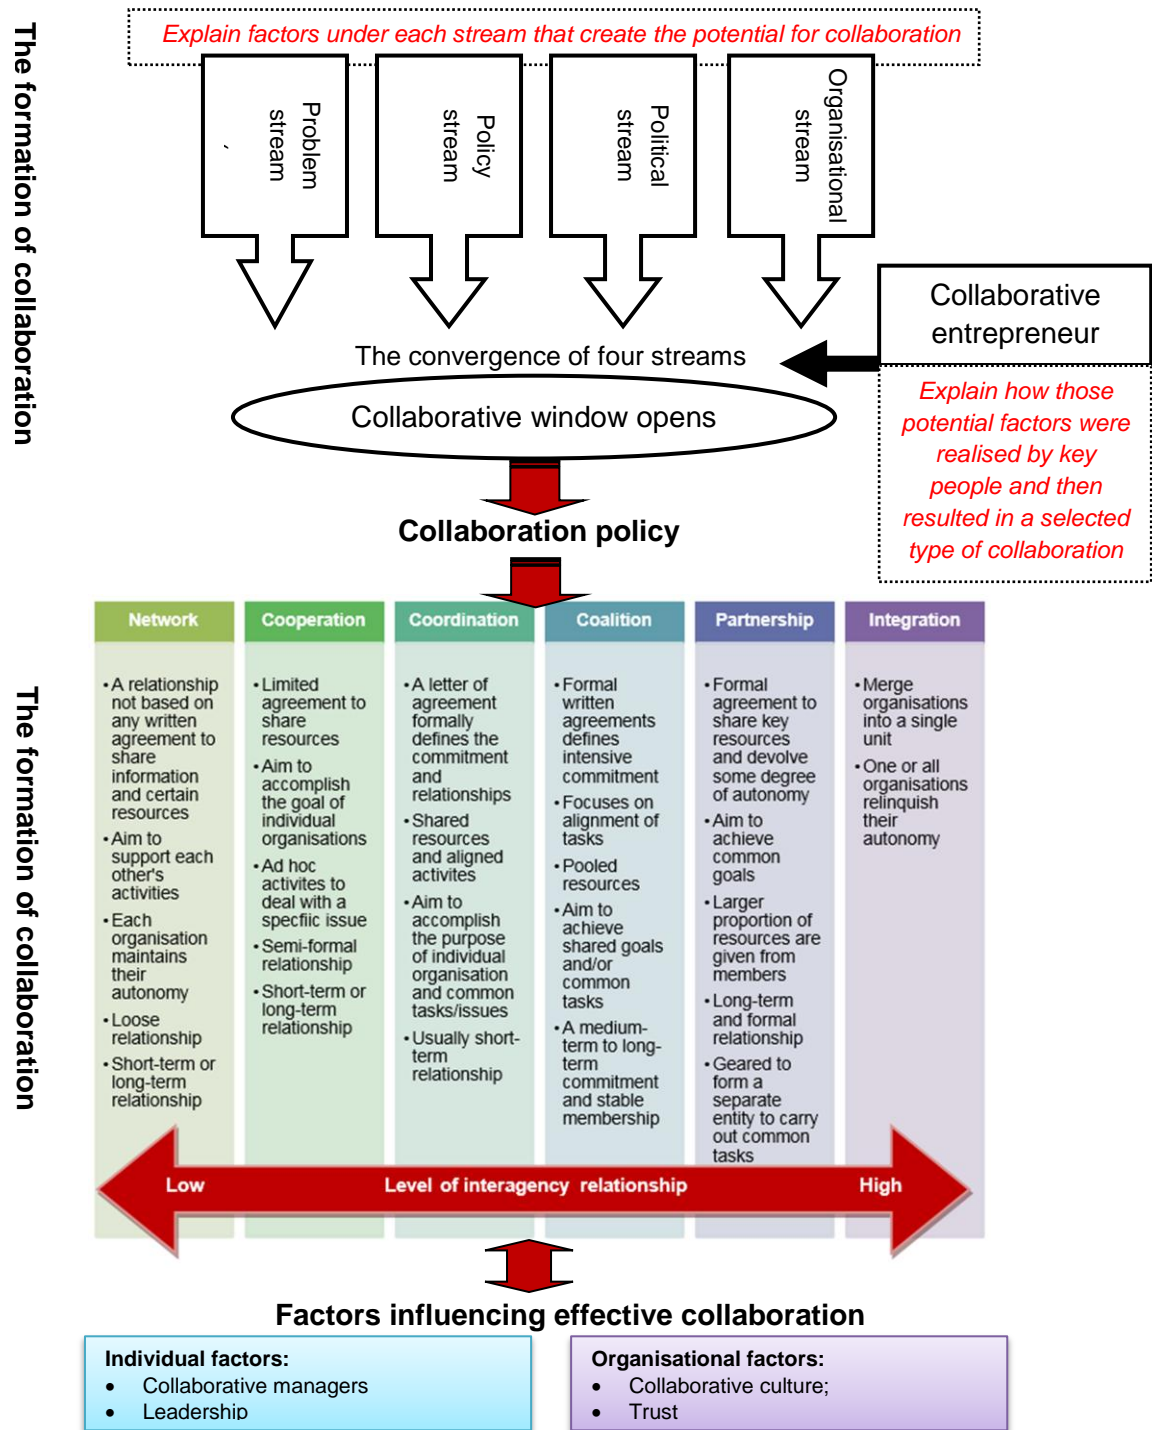 The formation of collaboration
Explain factors under each stream that create the potential for collaboration
Problem
stream
Policy
stream
Political
stream
Organisational
stream
Collaborative
entrepreneur
The convergence of four streams
Collaborative window opens
Explain how those
potential factors were
realised by key
people and then
resulted in a selected
type of collaboration
Collaboration policy
The formation of collaboration
Network
• A relationship
not based on
any written
agreement to
share
information
and certain
resources
• Aim to
support each
other's
activities
• Each
organisation
maintains
their
autonomy
• Loose
relationship
• Short-term or
long-term
relationship
Cooperation
• Limited
agreement to
share
resources
• Aim to
accomplish
the goal of
individual
organisations
• Ad hoc
activites to
deal with a
specfiic issue
• Semi-formal
relationship
• Short-term or
long-term
relationship
Coordination
• A letter of
agreement
formally
defines the
commitment
and
relationships
• Shared
resources
and aligned
activites
• Aim to
accomplish
the purpose
of individual
organisation
and common
tasks/issues
• Usually short-
term
relationship
Coalition
• Formal
written
agreements
defines
intensive
commitment
• Focuses on
alignment of
tasks
• Pooled
resources
• Aim to
achieve
shared goals
and/or
common
tasks
• A medium-
term to long-
term
commitment
and stable
membership
Partnership
• Formal
agreement to
share key
resources
and devolve
some degree
of autonomy
• Aim to
achieve
common
goals
• Larger
proportion of
resources are
given from
members
• Long-term
and formal
relationship
• Geared to
form a
separate
entity to carry
out common
tasks
Integration
• Merge
organisations
into a single
unit
• One or all
organisations
relinquish
their
autonomy
Low
Level of interagency relationship
High
Factors influencing effective collaboration
Individual factors:
• Collaborative managers
• Leadership
Organisational factors:
• Collaborative culture;
• Trust